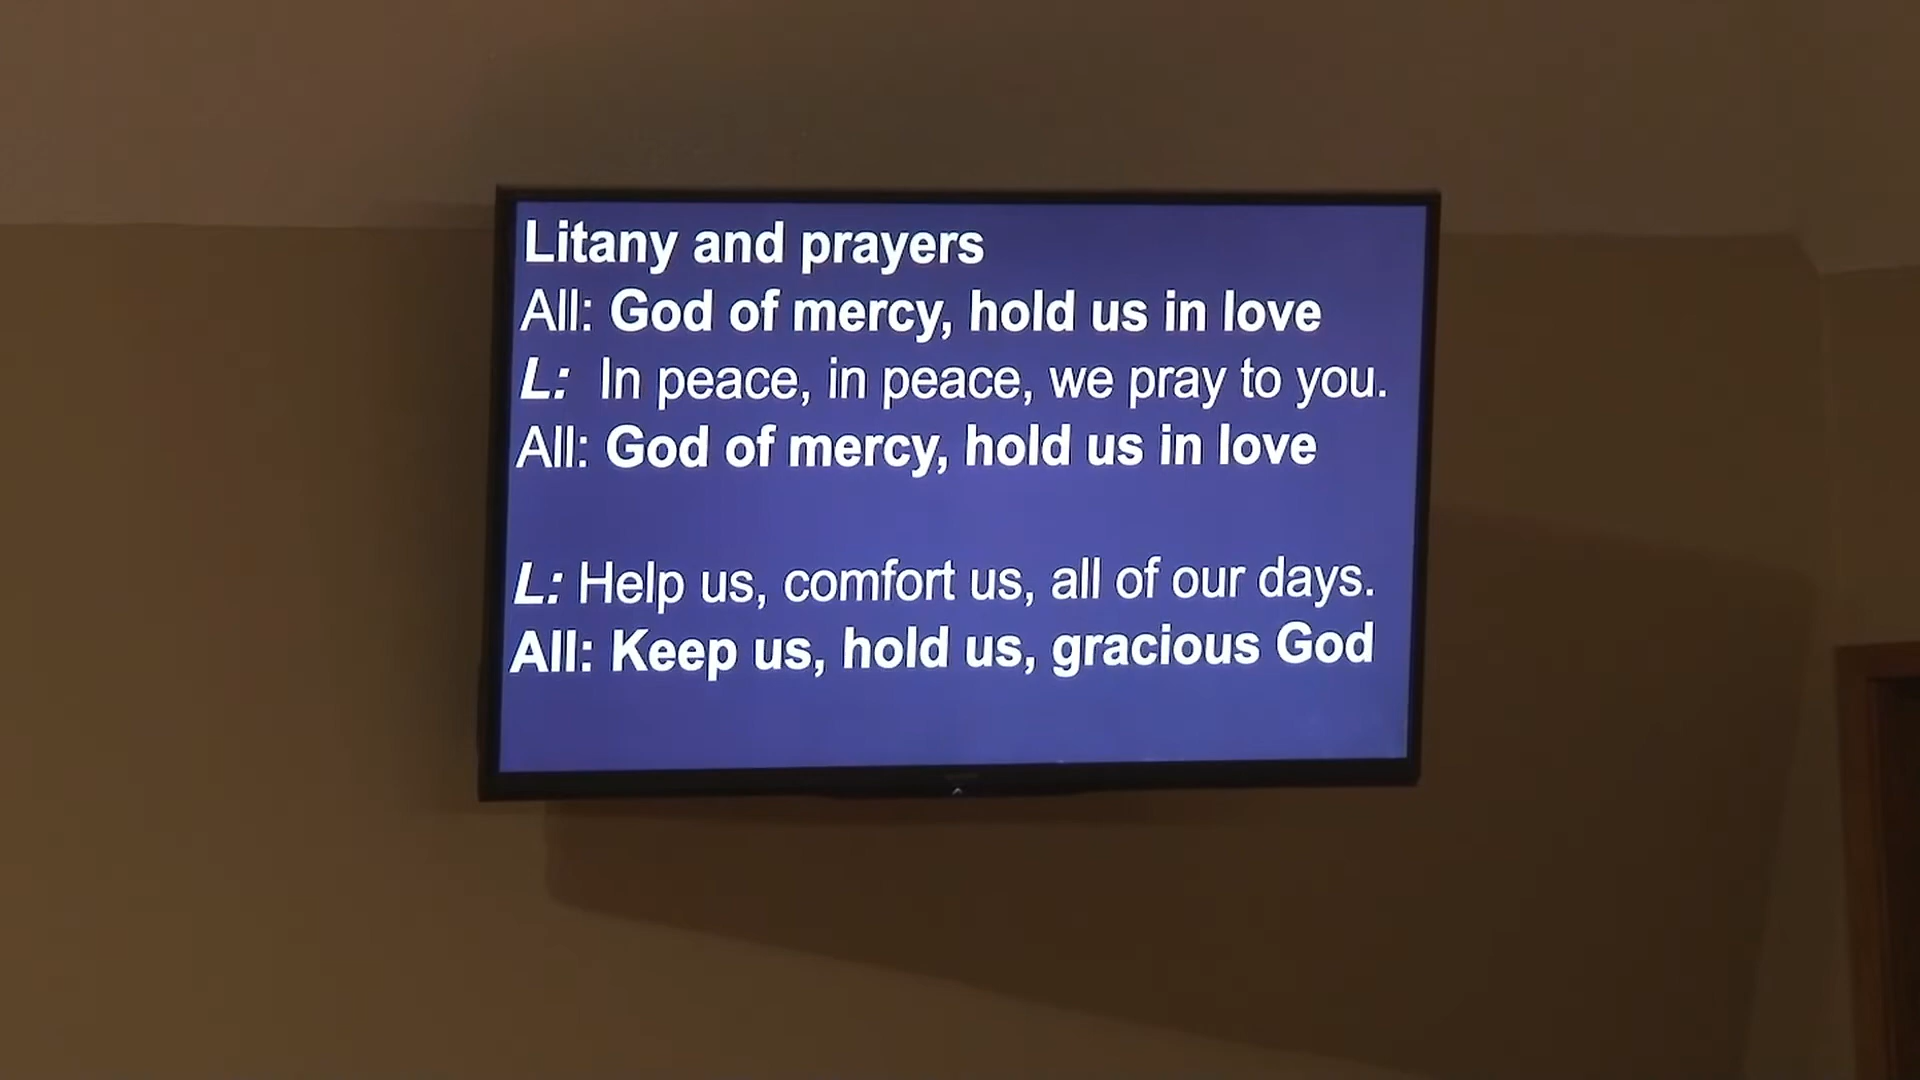 Litany and prayers
All: God of mercy, hold us in love
L: In peace, in peace, we pray to you.
All: God of mercy, hold us in love
L: Help us, comfort us, all of our days.
All: Keep us, hold us, gracious God